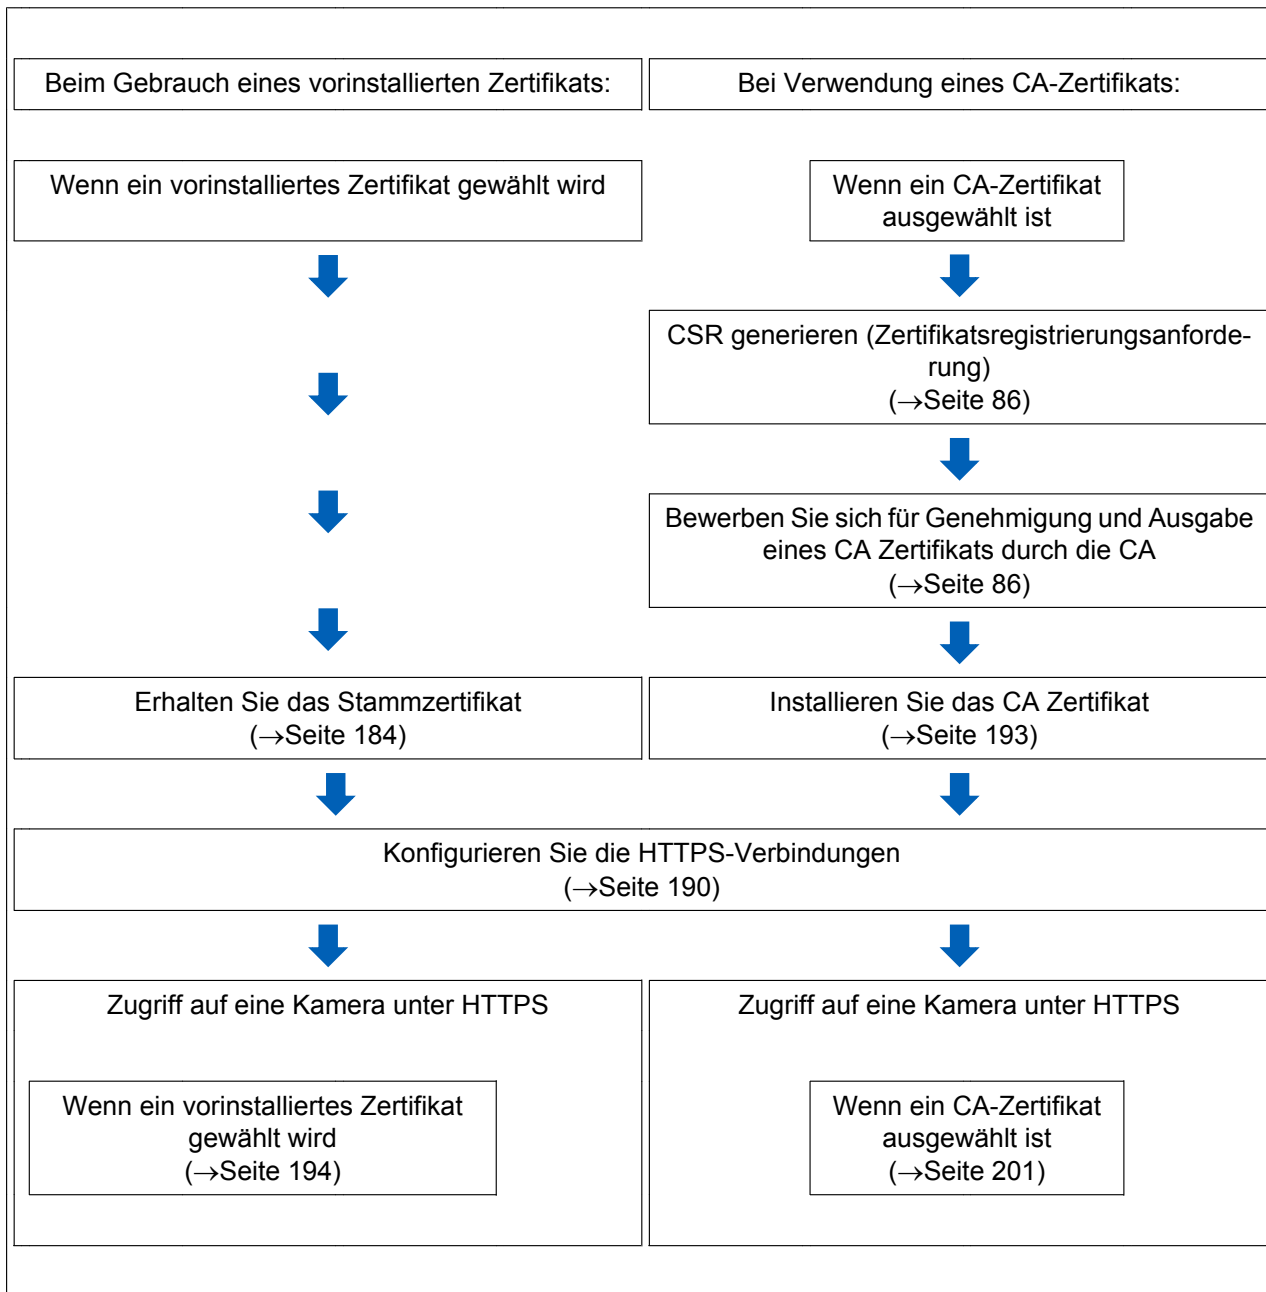 Beim Gebrauch eines vorinstallierten Zertifikats:
Bei Verwendung eines CA-Zertifikats:
Wenn ein vorinstalliertes Zertifikat gewählt wird
Wenn ein CA-Zertifikat
ausgewählt ist
CSR generieren (Zertifikatsregistrierungsanforde-
rung)
(→Seite 86)
Bewerben Sie sich für Genehmigung und Ausgabe
eines CA Zertifikats durch die CA
(→Seite 86)
Erhalten Sie das Stammzertifikat
(→Seite 184)
Installieren Sie das CA Zertifikat
(→Seite 193)
Konfigurieren Sie die HTTPS-Verbindungen
(→Seite 190)
Zugriff auf eine Kamera unter HTTPS
Wenn ein vorinstalliertes Zertifikat
gewählt wird
(→Seite 194)
Zugriff auf eine Kamera unter HTTPS
Wenn ein CA-Zertifikat
ausgewählt ist
(→Seite 201)